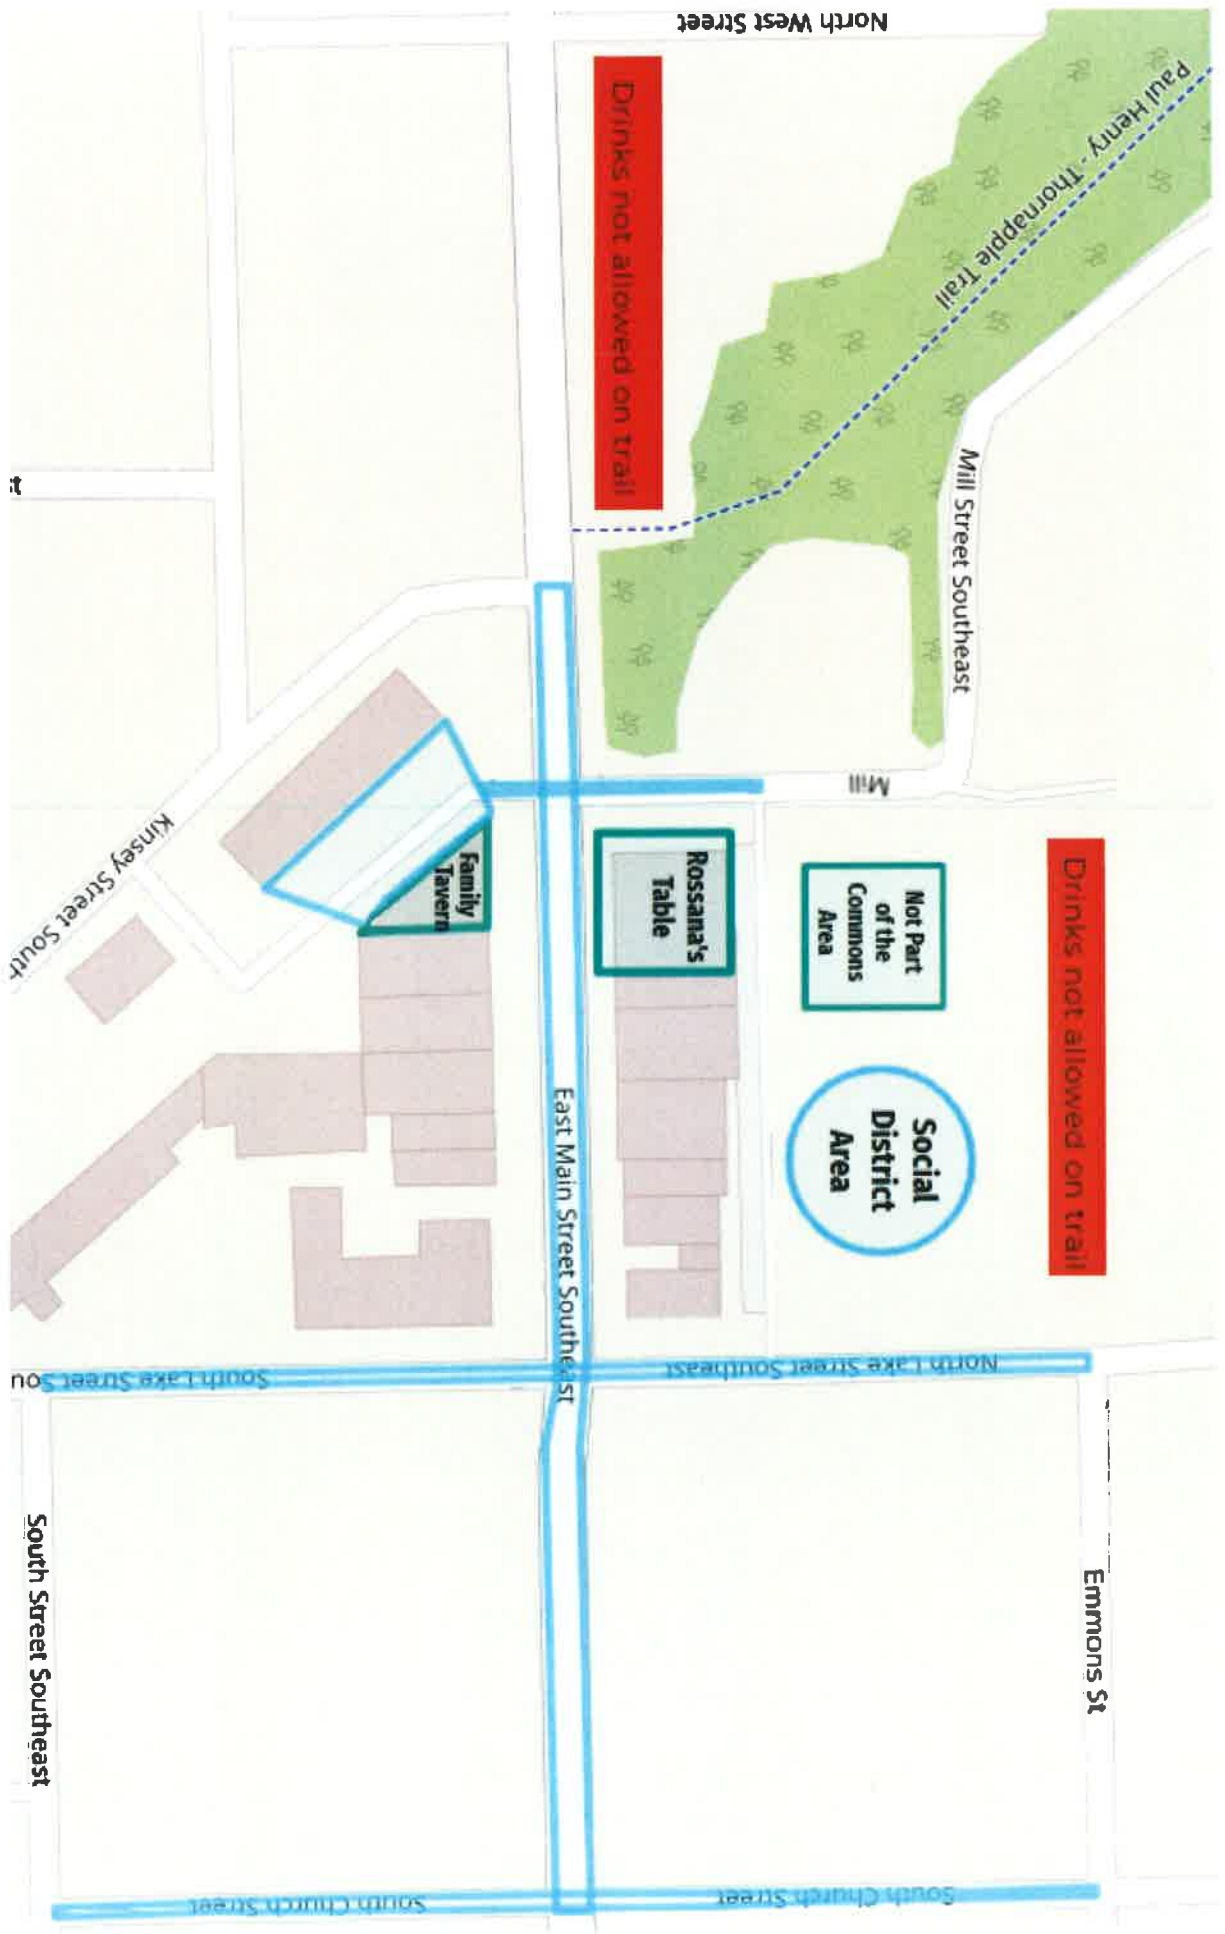 North West Street
Paul Henry - Thornapple Trail
Drinks not allowed on trail
Mill Street Southeast
st
Mill
Kinsey Street South
Family
Tavern
Rossana's
Table
Not Part
of the
Commons
Area
Drinks not allowed on trail
Social
District
Area
East Main Street Southeast
North Lake Street Southeast
South Lake Street Sou
South Street Southeast
Emmons St
South Church Street
South Church Street